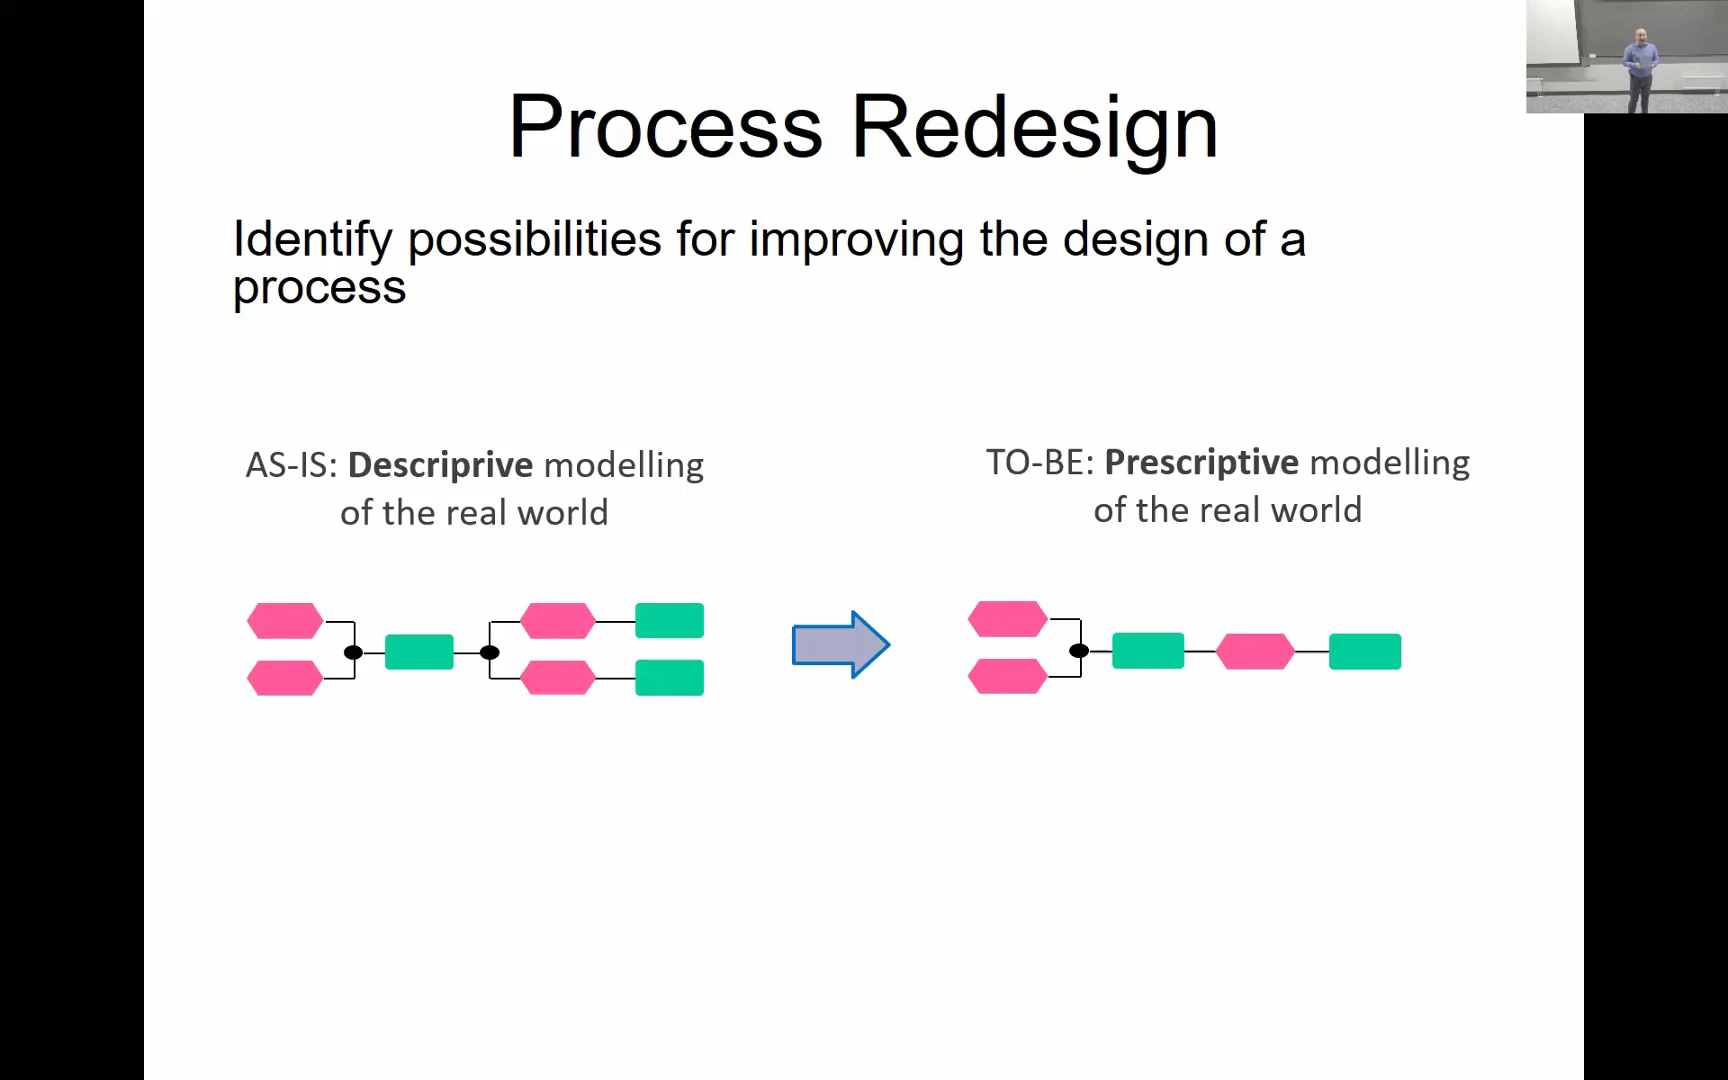 Process Redesign
Identify possibilities for improving the design of a
process
AS-IS: Descriprive modelling
of the real world
TO-BE: Prescriptive modelling
of the real world